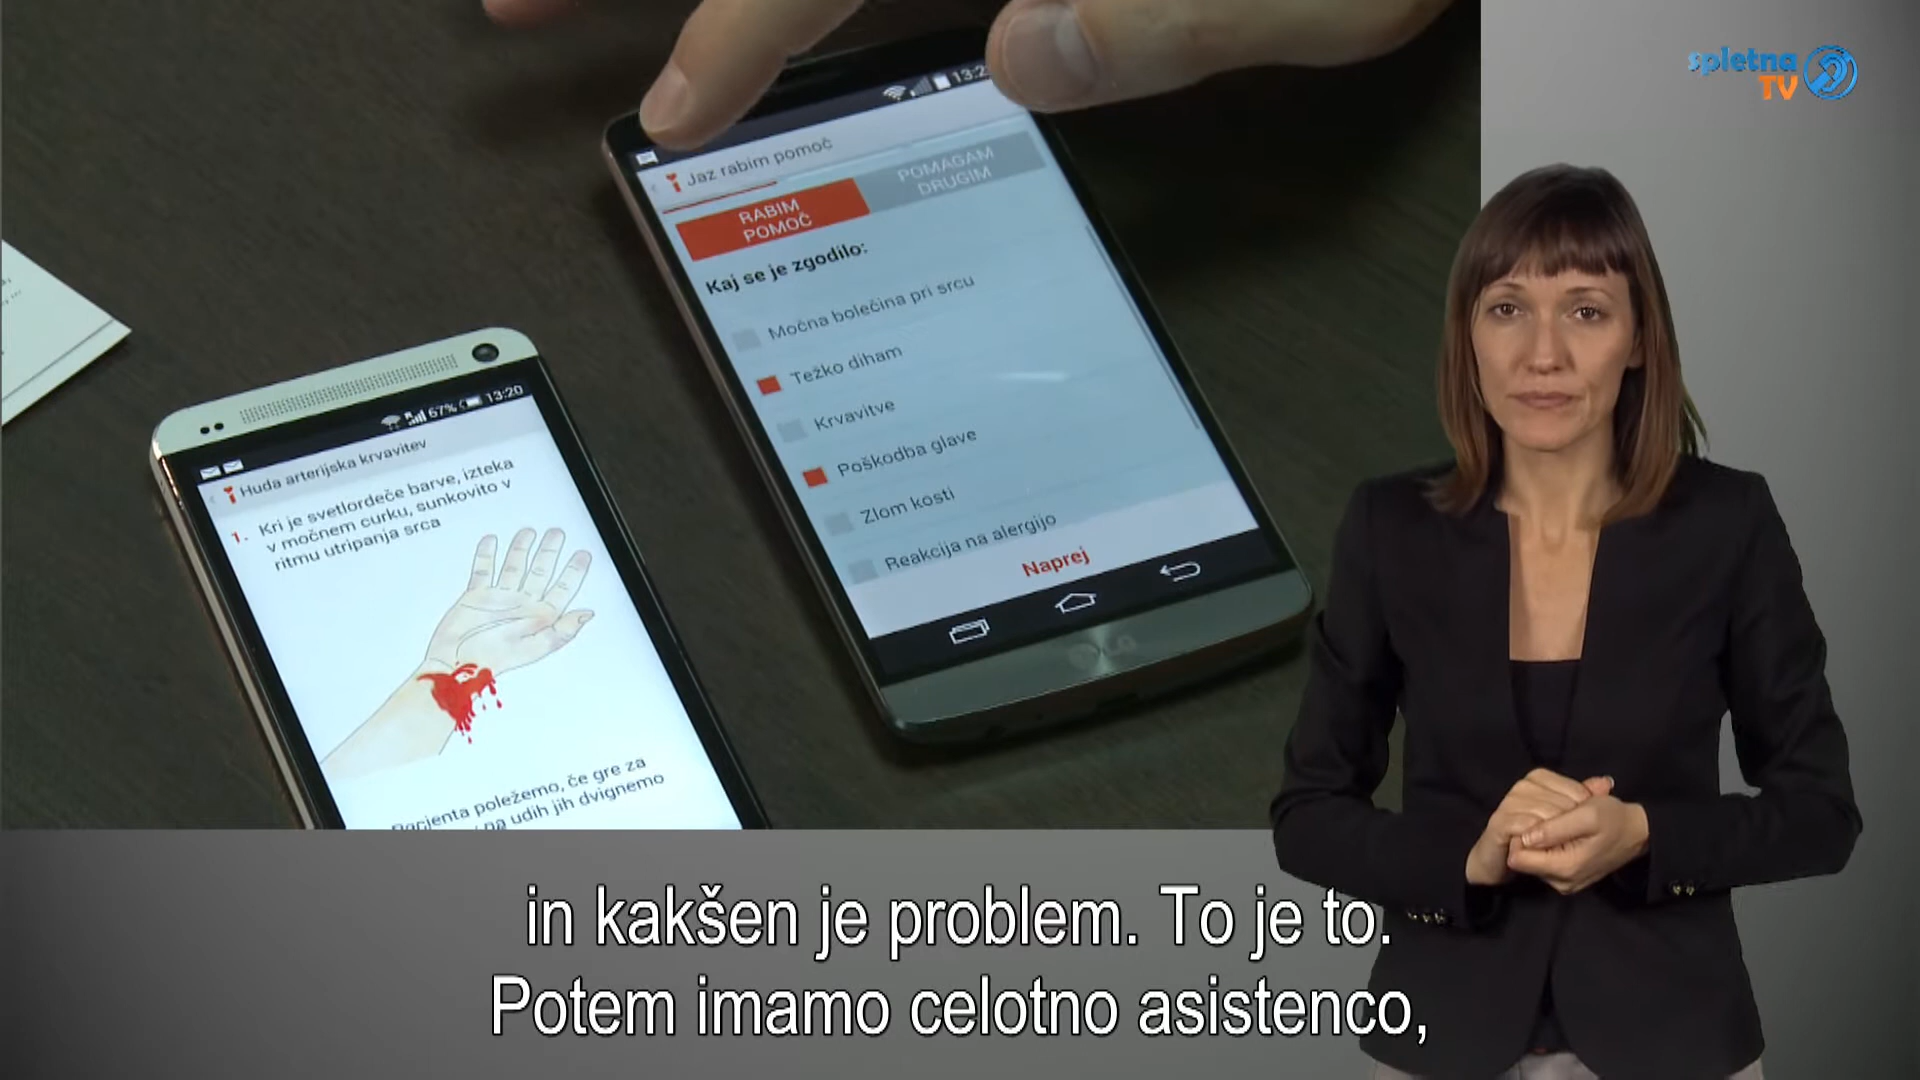 spletna
TV
13:2
Jaz rabim pomoč
RABIM
POMOČ
POMAGAM
DRUGIM
Kaj se je zgodilo:
Močna bolečina pri srcu
Težko diham
Krvavitve
Poškodba glave
Zlom kosti
Reakcija na alergijo
Naprej
LG
67% 13:20
Huda arterijska krvavitev
1. Kri je svetlordeče barve, izteka
v močnem curku, sunkovito v
ritmu utripanja srca
Pacienta poležemo, če gre za
na udih jih dvignemo
in kakšen je problem. To je to.
Potem imamo celotno asistenco,